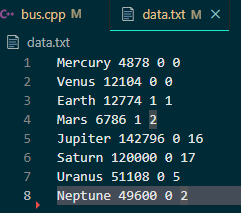 bus.cpp data.txt ×
data.txt
1 Mercury 4878 0 0
2 Venus 12104 0 0
3 Earth 12774 1 1
4 Mars 6786 1 2
5 Jupiter 142796 0 16
6 Saturn 120000 0 17
7 Uranus 51108 0 5
8 Neptune 49600 0 2